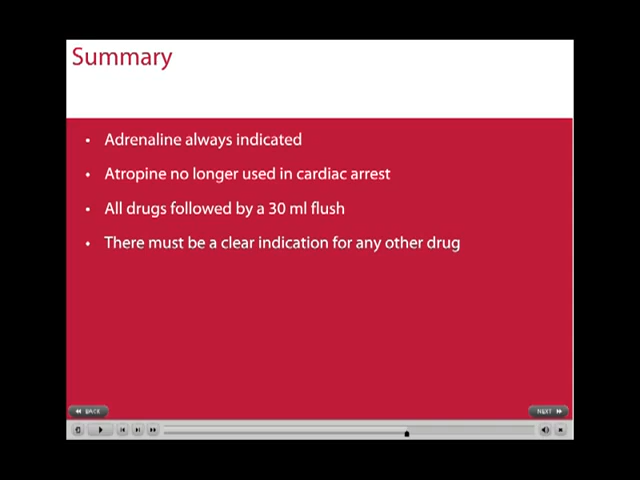 Summary
• Adrenaline always indicated
• Atropine no longer used in cardiac arrest
• All drugs followed by a 30 ml flush
• There must be a clear indication for any other drug
BACK
NEXT